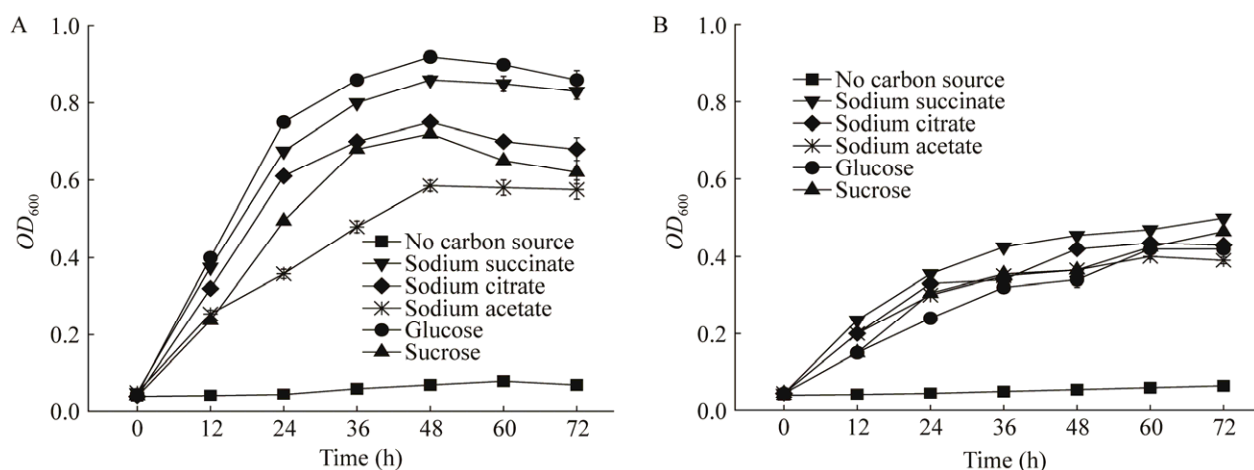 A
OD600
1.0
0.8
0.6
0.4
0.2
0.0
No carbon source
Sodium succinate
Sodium citrate
Sodium acetate
Glucose
Sucrose
0 12 24 36 48 60 72
Time (h)
B
OD600
1.0
0.8
0.6
0.4
0.2
0.0
No carbon source
Sodium succinate
Sodium citrate
Sodium acetate
Glucose
Sucrose
0 12 24 36 48 60 72
Time (h)